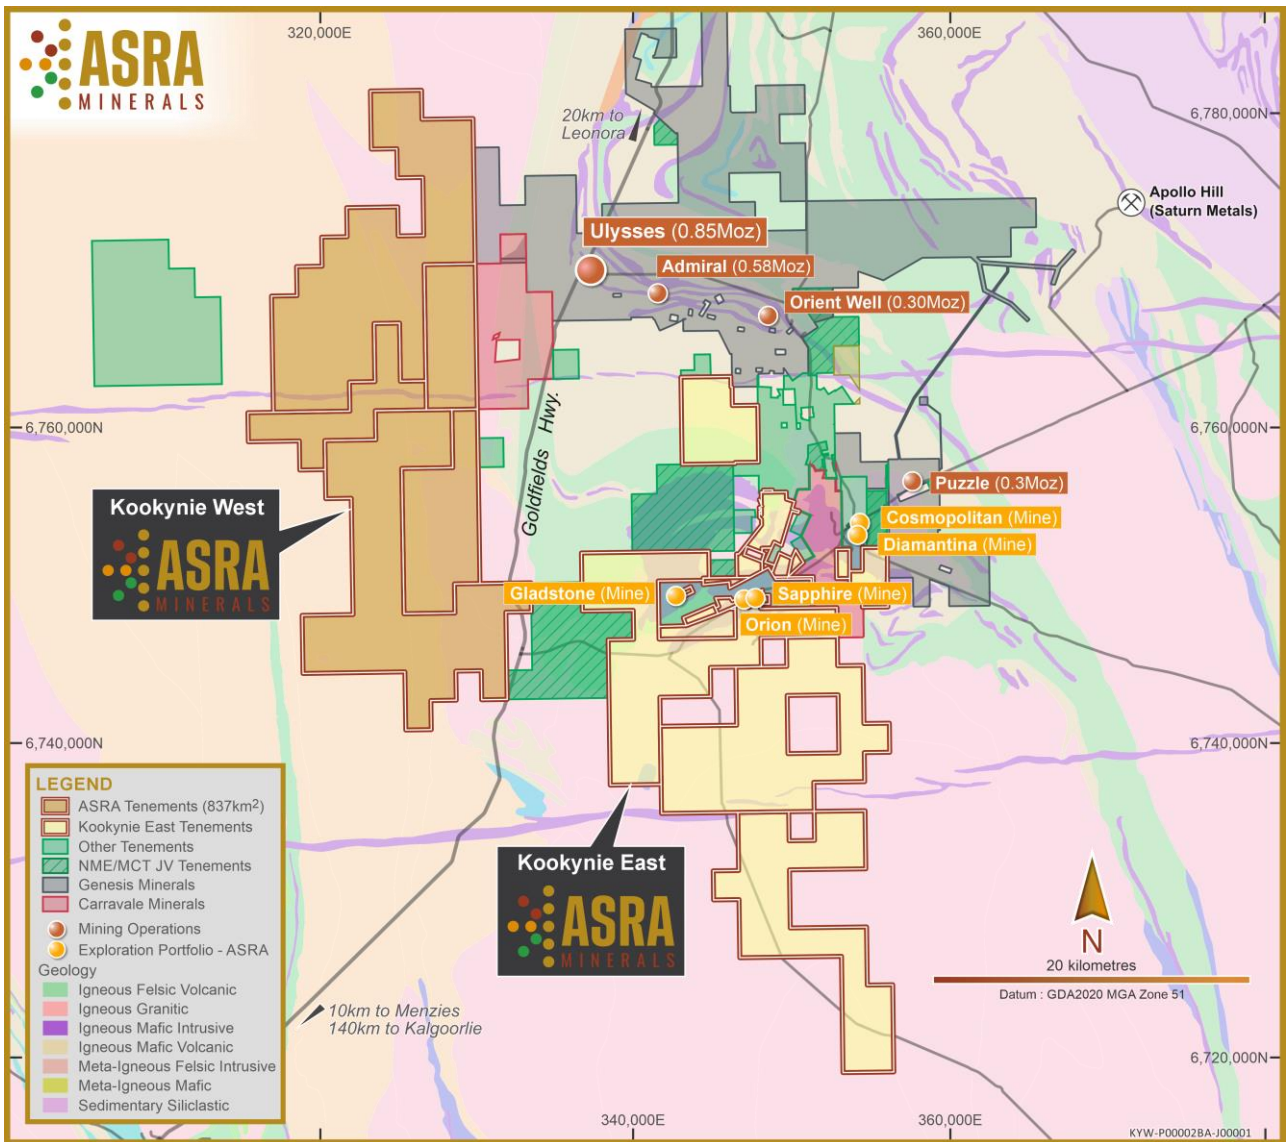 ASRA
MINERALS
320,000E
360,000E
6,780,000N
20km to
Leonora
Apollo Hill
(Saturn Metals)
Ulysses (0.85Moz)
Admiral (0.58Moz)
Orient Well (0.30Moz)
Goldfields Hwy.
6,760,000N
6,760,000N
Kookynie West
ASRA
MINERALS
Puzzle (0.3Moz)
Cosmopolitan (Mine)
Diamantina (Mine)
Gladstone (Mine)
Sapphire (Mine)
Orion (Mine)
6,740,000N
6,740,000N
LEGEND
ASRA Tenements (837km²)
Kookynie East Tenements
Other Tenements
NME/MCT JV Tenements
Genesis Minerals
Carravale Minerals
Mining Operations
Exploration Portfolio - ASRA
Geology
Igneous Felsic Volcanic
Igneous Granitic
Igneous Mafic Intrusive
Igneous Mafic Volcanic
Meta-Igneous Felsic Intrusive
Meta-Igneous Mafic
Sedimentary Siliclastic
Kookynie East
ASRA
MINERALS
N
20 kilometres
Datum : GDA2020 MGA Zone 51
10km to Menzies
140km to Kalgoorlie
6,720,000N
340,000E
360,000E
KYW-P00002BA-J00001